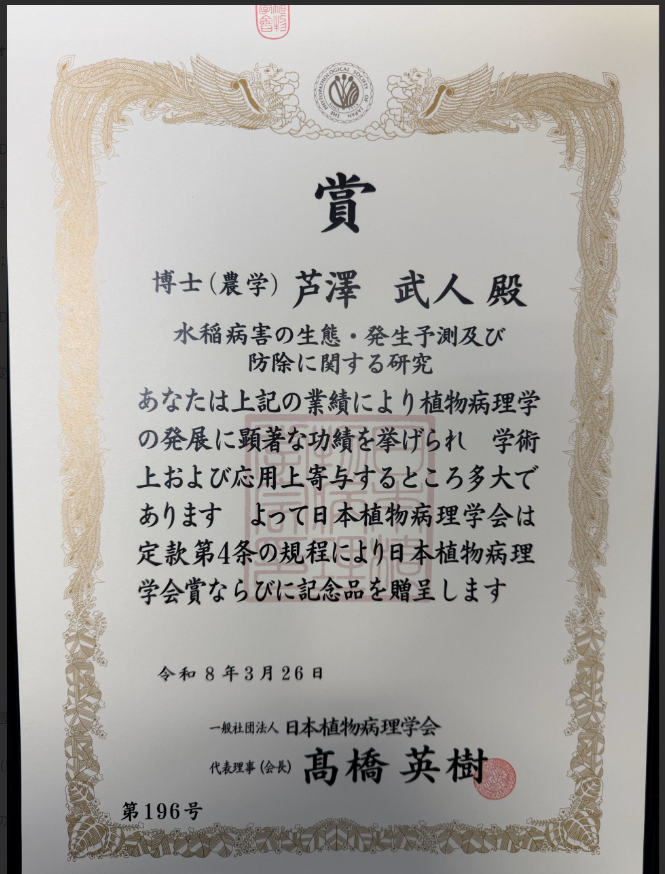 THE PHYTOPATHOLOGICAL SOCIETY OF JAPAN
賞
博士(農学) 芦澤 武人 殿
水稲病害の生態・発生予測及び
防除に関する研究
あなたは上記の業績により植物病理学
の発展に顕著な功績を挙げられ 学術
上および応用上寄与するところ多大で
あります よって日本植物病理学会は
定款第4条の規程により日本植物病理
学会賞ならびに記念品を贈呈します
令和8年3月26日
一般社団法人 日本植物病理学会
代表理事(会長) 髙橋 英樹
第196号